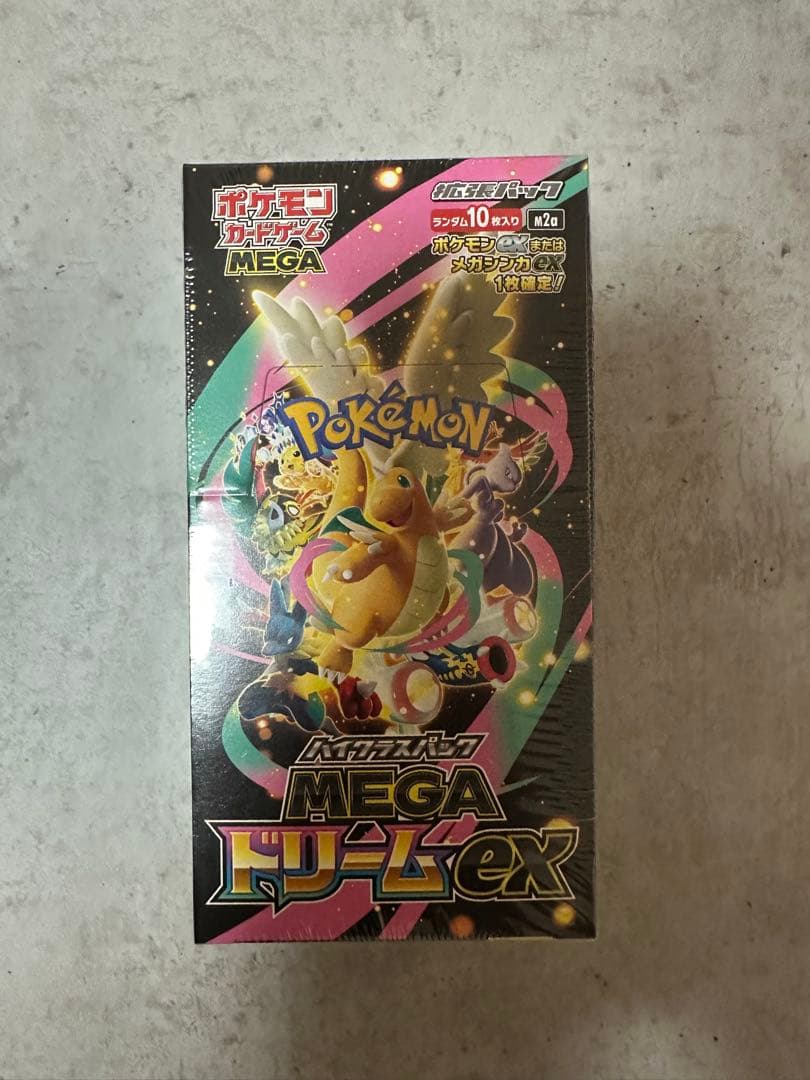 ポケモン
カードゲーム
MEGA
拡張パック
ランダム10枚入り M2a
ポケモンexまたは
メガシンカex
1枚確定!
POKéMON
ハイクラスパック
MEGA
ドリームex